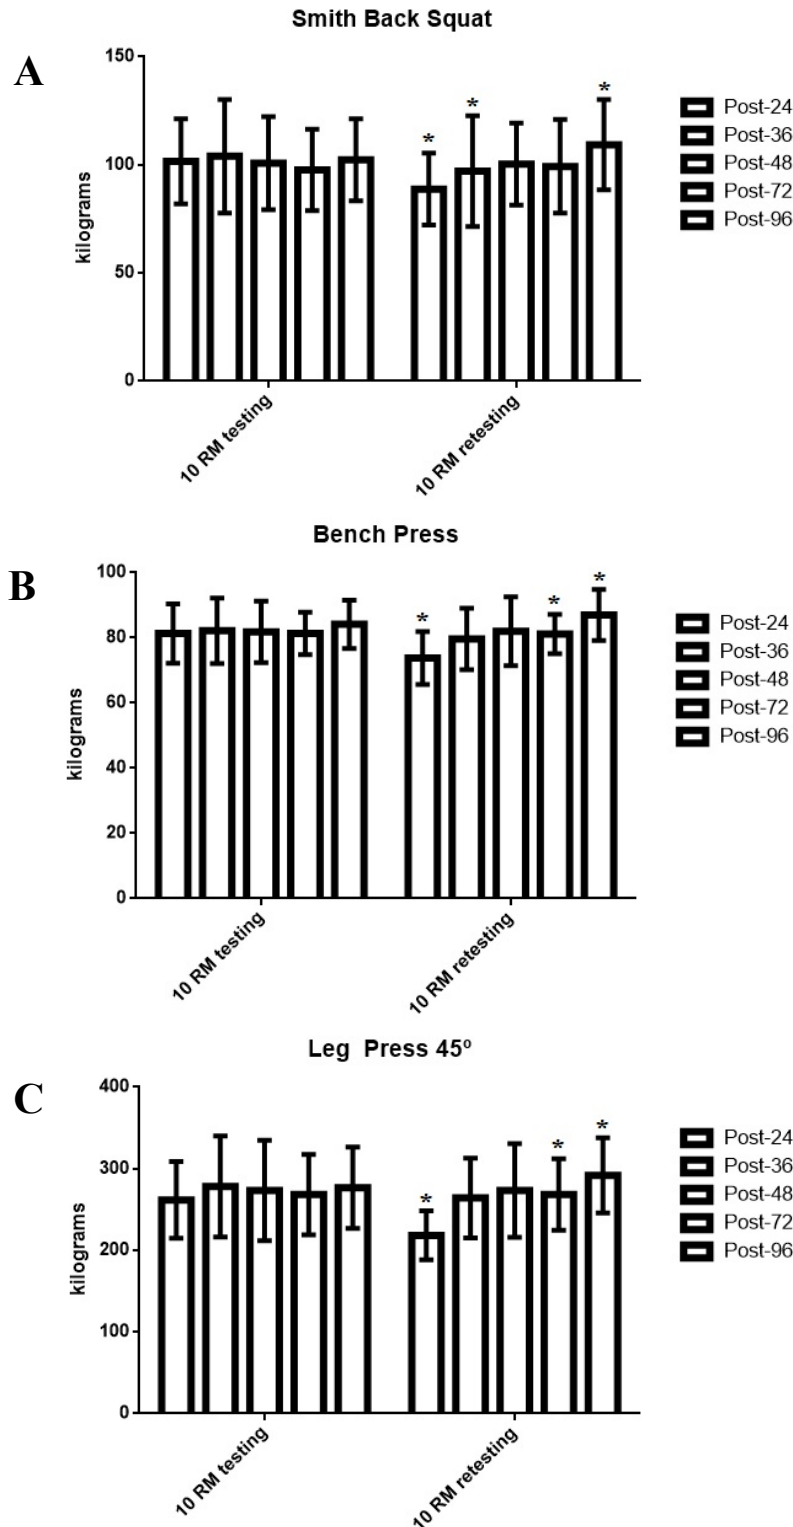 Smith Back Squat
A
150
100
50
0
kilograms
* * *
10 RM testing
10 RM retesting
Post-24
Post-36
Post-48
Post-72
Post-96
Bench Press
B
100
80
60
40
20
0
kilograms
* * *
10 RM testing
10 RM retesting
Post-24
Post-36
Post-48
Post-72
Post-96
Leg  Press 45º
C
400
300
200
100
0
kilograms
* * *
10 RM testing
10 RM retesting
Post-24
Post-36
Post-48
Post-72
Post-96